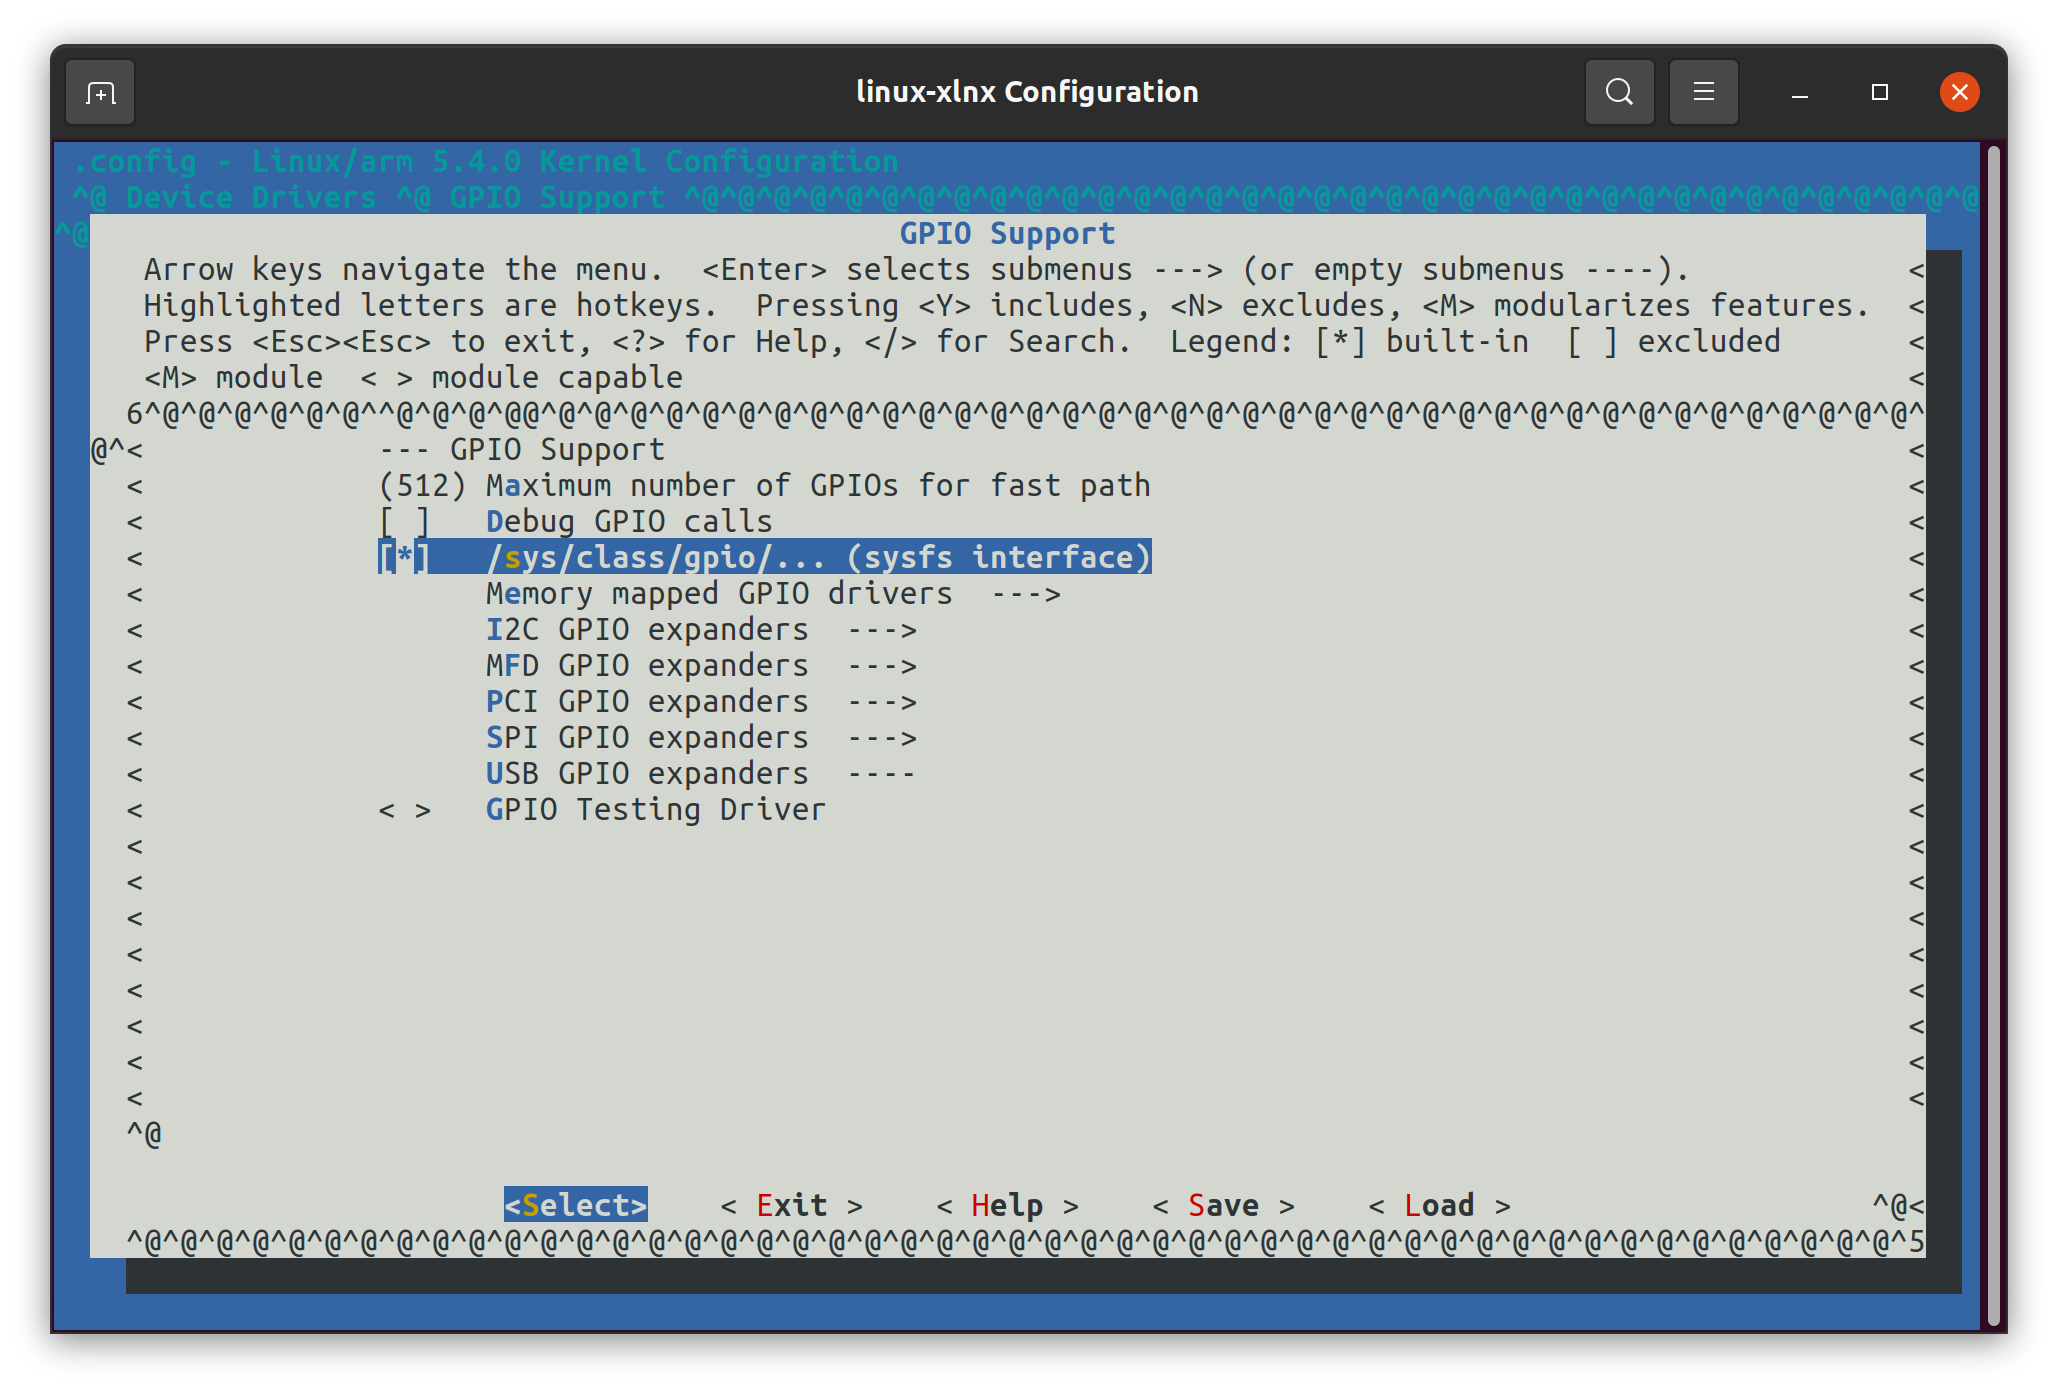 linux-xlnx Configuration
.config - Linux/arm 5.4.0 Kernel Configuration
^@ Device Drivers ^@ GPIO Support ^@^@^@^@^@^@^@^@^@^@^@^@^@^@^@^@^@^@^@^@^@^@^@^@^@^@^@^@^@^@^@^@^@^@^@^@
^@ GPIO Support
Arrow keys navigate the menu.  <Enter> selects submenus ---> (or empty submenus ----). <
Highlighted letters are hotkeys.  Pressing <Y> includes, <N> excludes, <M> modularizes features. <
Press <Esc><Esc> to exit, <?> for Help, </> for Search.  Legend: [*] built-in  [ ] excluded <
<M> module  < > module capable <
6^@^@^@^@^@^@^^@^@^@^@@^@^@^@^@^@^@^@^@^@^@^@^@^@^@^@^@^@^@^@^@^@^@^@^@^@^@^@^@^@^@^@^@^@^@^@^@^@^@^
@^< --- GPIO Support <
< (512) Maximum number of GPIOs for fast path <
< [ ]   Debug GPIO calls <
< [*]   /sys/class/gpio/... (sysfs interface) <
< Memory mapped GPIO drivers  ---> <
< I2C GPIO expanders  ---> <
< MFD GPIO expanders  ---> <
< PCI GPIO expanders  ---> <
< SPI GPIO expanders  ---> <
< USB GPIO expanders  ---- <
< < >   GPIO Testing Driver <
< <
< <
< <
< <
< <
< <
< <
< <
^@
<Select>    < Exit >    < Help >    < Save >    < Load > ^@<
^@^@^@^@^@^@^@^@^@^@^@^@^@^@^@^@^@^@^@^@^@^@^@^@^@^@^@^@^@^@^@^@^@^@^@^@^@^@^@^@^@^@^@^@^@^@^@^@^@^5